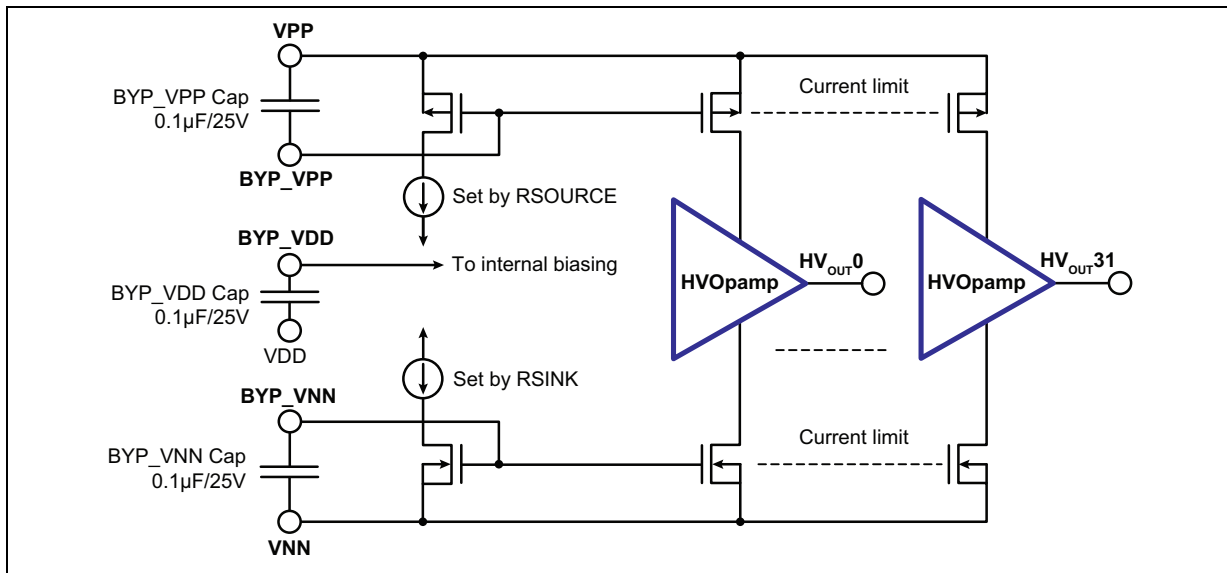 VPP
BYP_VPP Cap
0.1µF/25V
BYP_VPP
Current limit
Set by RSOURCE
BYP_VDD
To internal biasing
BYP_VDD Cap
0.1µF/25V
VDD
HVOpamp
HVOUT0
HVOpamp
HVOUT31
Set by RSINK
BYP_VNN
BYP_VNN Cap
0.1µF/25V
Current limit
VNN